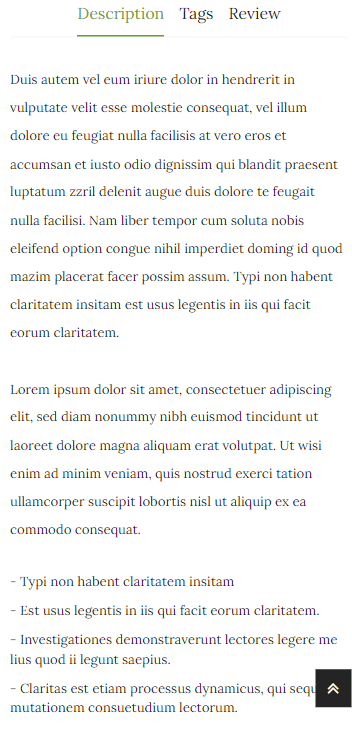 Description Tags Review
Duis autem vel eum iriure dolor in hendrerit in
vulputate velit esse molestie consequat, vel illum
dolore eu feugiat nulla facilisis at vero eros et
accumsan et iusto odio dignissim qui blandit praesent
luptatum zzril delenit augue duis dolore te feugait
nulla facilisi. Nam liber tempor cum soluta nobis
eleifend option congue nihil imperdiet doming id quod
mazim placerat facer possim assum. Typi non habent
claritatem insitam est usus legentis in iis qui facit
eorum claritatem.
Lorem ipsum dolor sit amet, consectetuer adipiscing
elit, sed diam nonummy nibh euismod tincidunt ut
laoreet dolore magna aliquam erat volutpat. Ut wisi
enim ad minim veniam, quis nostrud exerci tation
ullamcorper suscipit lobortis nisl ut aliquip ex ea
commodo consequat.
- Typi non habent claritatem insitam
- Est usus legentis in iis qui facit eorum claritatem.
- Investigationes demonstraverunt lectores legere me
lius quod ii legunt saepius.
- Claritas est etiam processus dynamicus, qui
mutationem consuetudium lectorum.